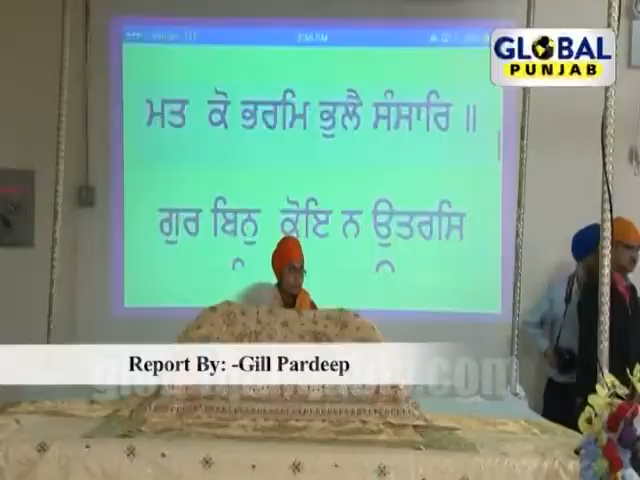 GLOBAL
PUNJAB
ਮਤ ਕੋ ਭਰਮਿ ਭੁਲੈ ਸੰਸਾਰਿ ॥
ਗੁਰ ਬਿਨੁ ਕੋਇ ਨ ਉਤਰਸਿ
Report By: -Gill Pardeep